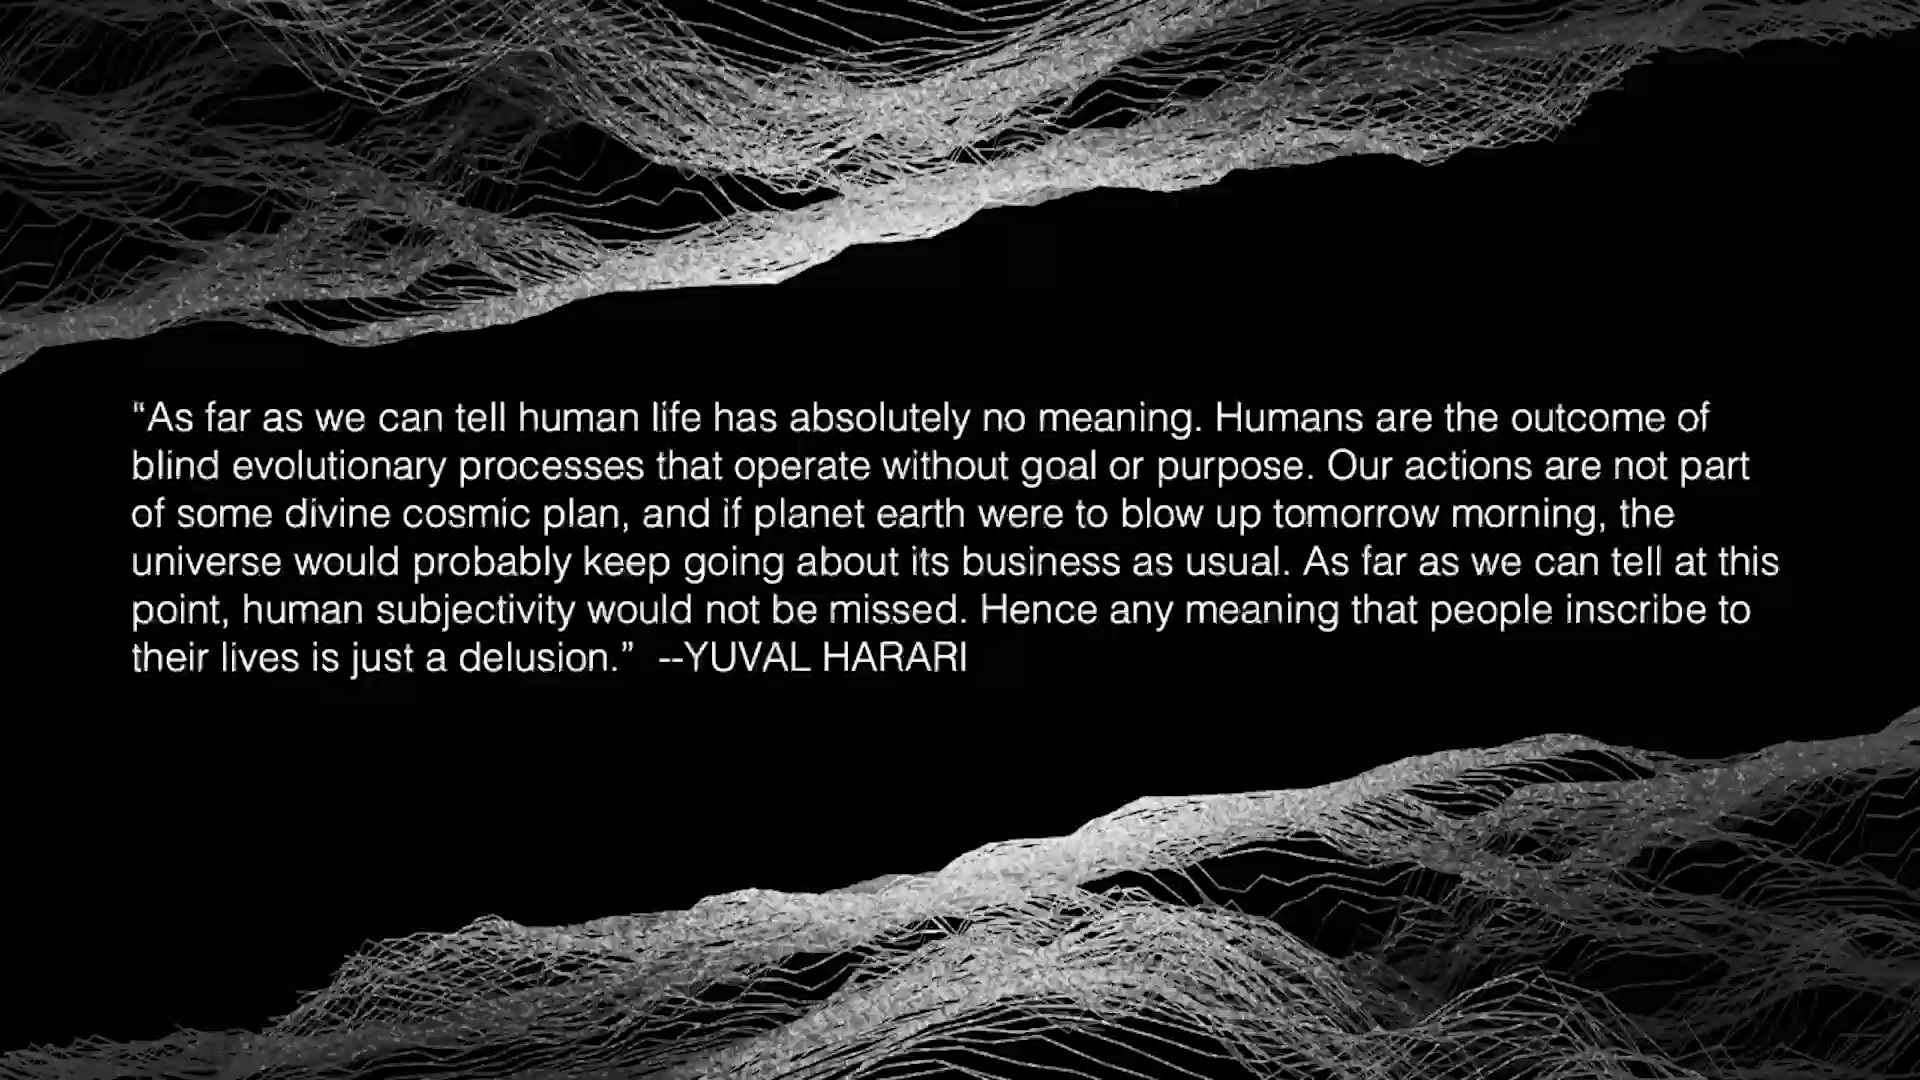 "As far as we can tell human life has absolutely no meaning. Humans are the outcome of
blind evolutionary processes that operate without goal or purpose. Our actions are not part
of some divine cosmic plan, and if planet earth were to blow up tomorrow morning, the
universe would probably keep going about its business as usual. As far as we can tell at this
point, human subjectivity would not be missed. Hence any meaning that people inscribe to
their lives is just a delusion.” --YUVAL HARARI